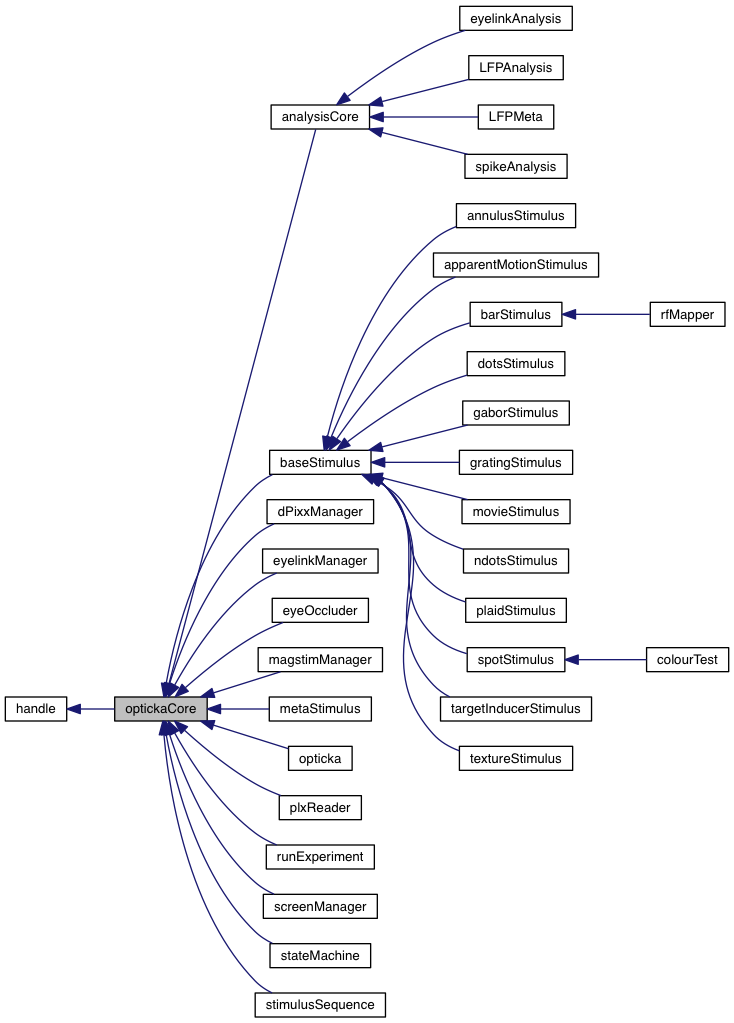 eyelinkAnalysis
LFPAnalysis
analysisCore
LFPMeta
spikeAnalysis
annulusStimulus
apparentMotionStimulus
barStimulus
rfMapper
dotsStimulus
gaborStimulus
baseStimulus
gratingStimulus
dPixxManager
movieStimulus
eyelinkManager
ndotsStimulus
eyeOccluder
plaidStimulus
magstimManager
spotStimulus
colourTest
handle
optickaCore
metaStimulus
targetInducerStimulus
opticka
textureStimulus
plxReader
runExperiment
screenManager
stateMachine
stimulusSequence